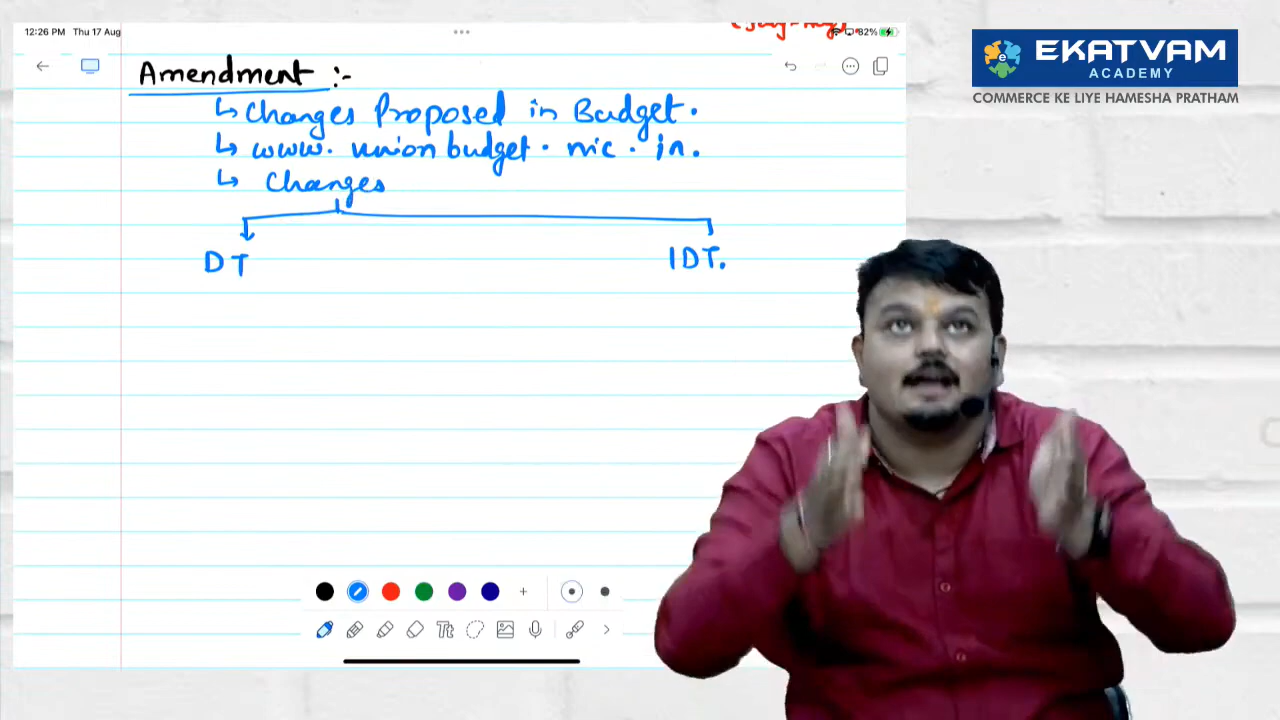 12:26 PM Thu 17 Aug
82%
EKATVAM
ACADEMY
COMMERCE KE LIYE HAMESHA PRATHAM
Amendment :-
↳ Changes Proposed in Budget.
↳ www. union budget. nic. in.
↳ Changes
DT IDT.
Tt